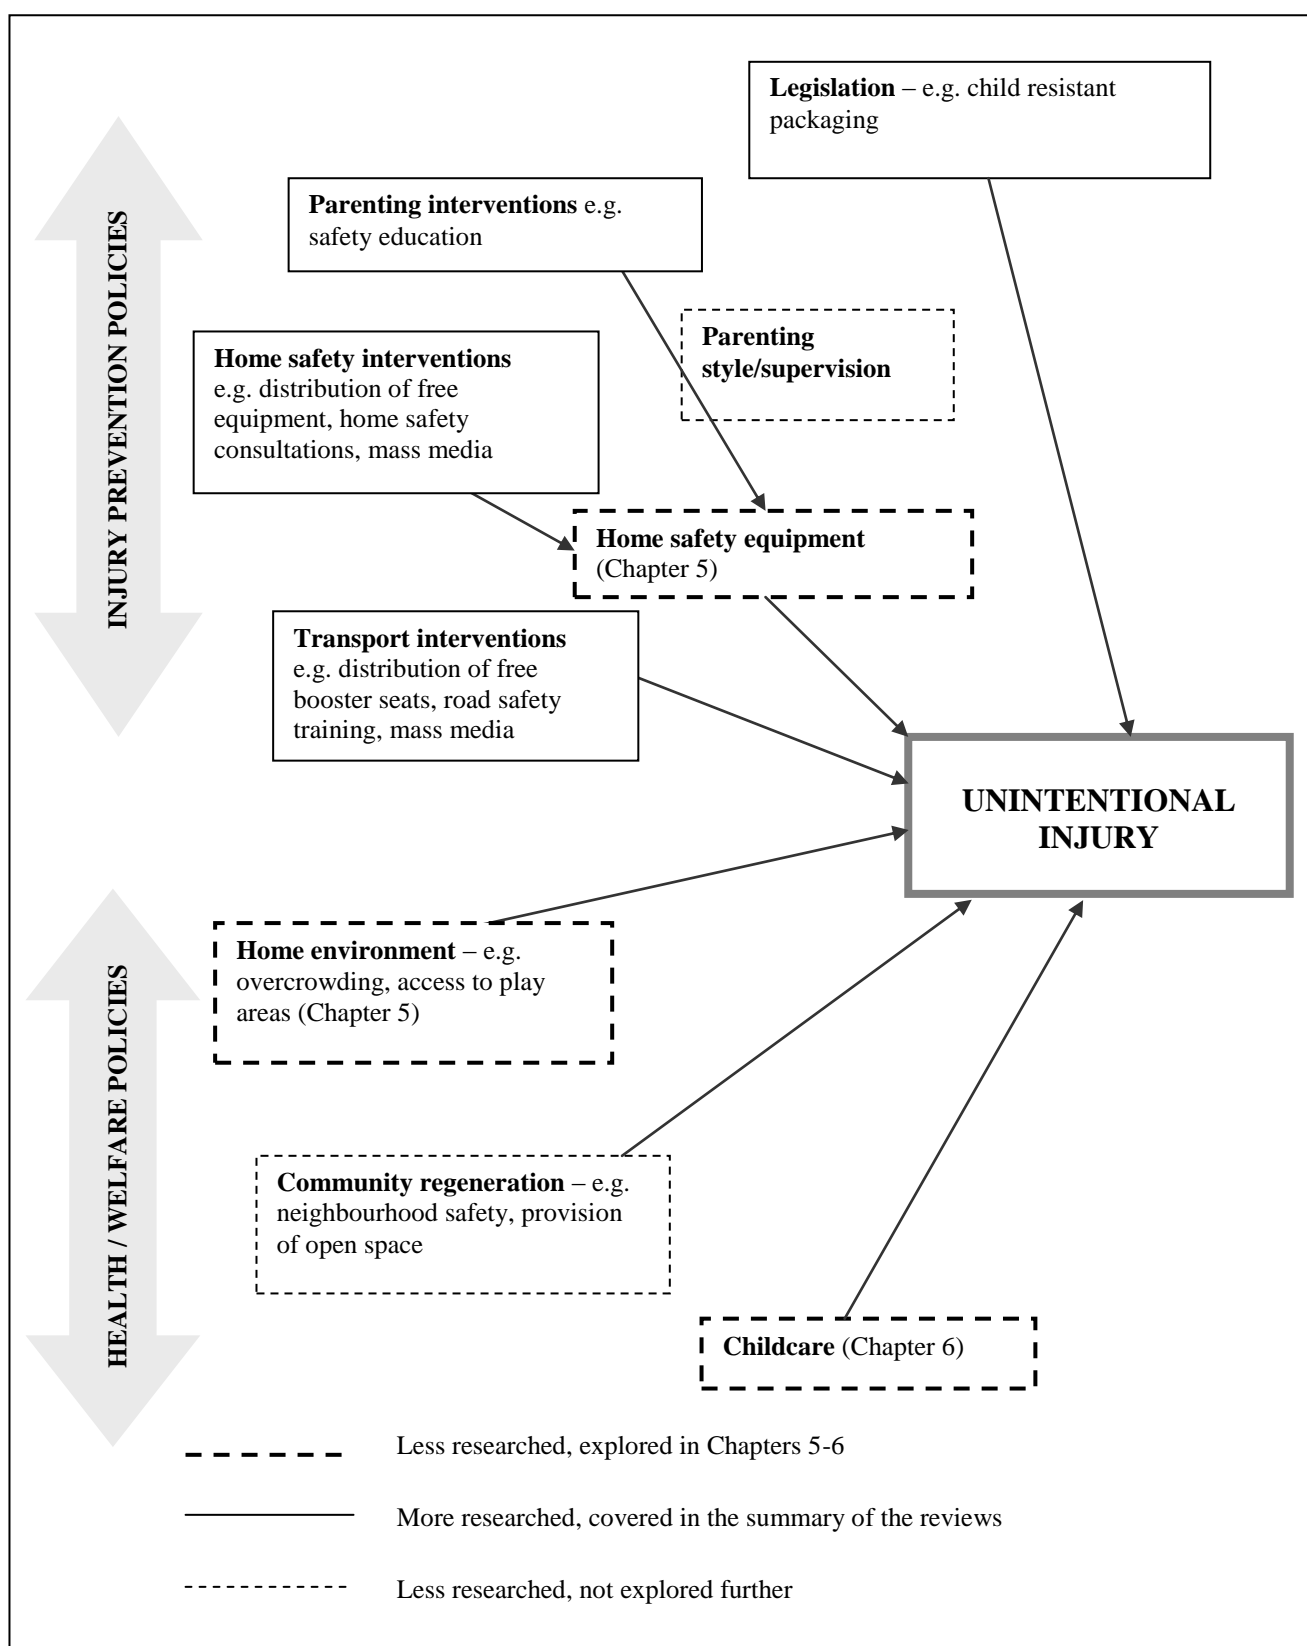 Legislation – e.g. child resistant
packaging
Parenting interventions e.g.
safety education
INJURY PREVENTION POLICIES
Parenting
style/supervision
Home safety interventions
e.g. distribution of free
equipment, home safety
consultations, mass media
Home safety equipment
(Chapter 5)
Transport interventions
e.g. distribution of free
booster seats, road safety
training, mass media
UNINTENTIONAL
INJURY
Home environment – e.g.
overcrowding, access to play
areas (Chapter 5)
HEALTH / WELFARE POLICIES
Community regeneration – e.g.
neighbourhood safety, provision
of open space
Childcare (Chapter 6)
Less researched, explored in Chapters 5-6
More researched, covered in the summary of the reviews
Less researched, not explored further